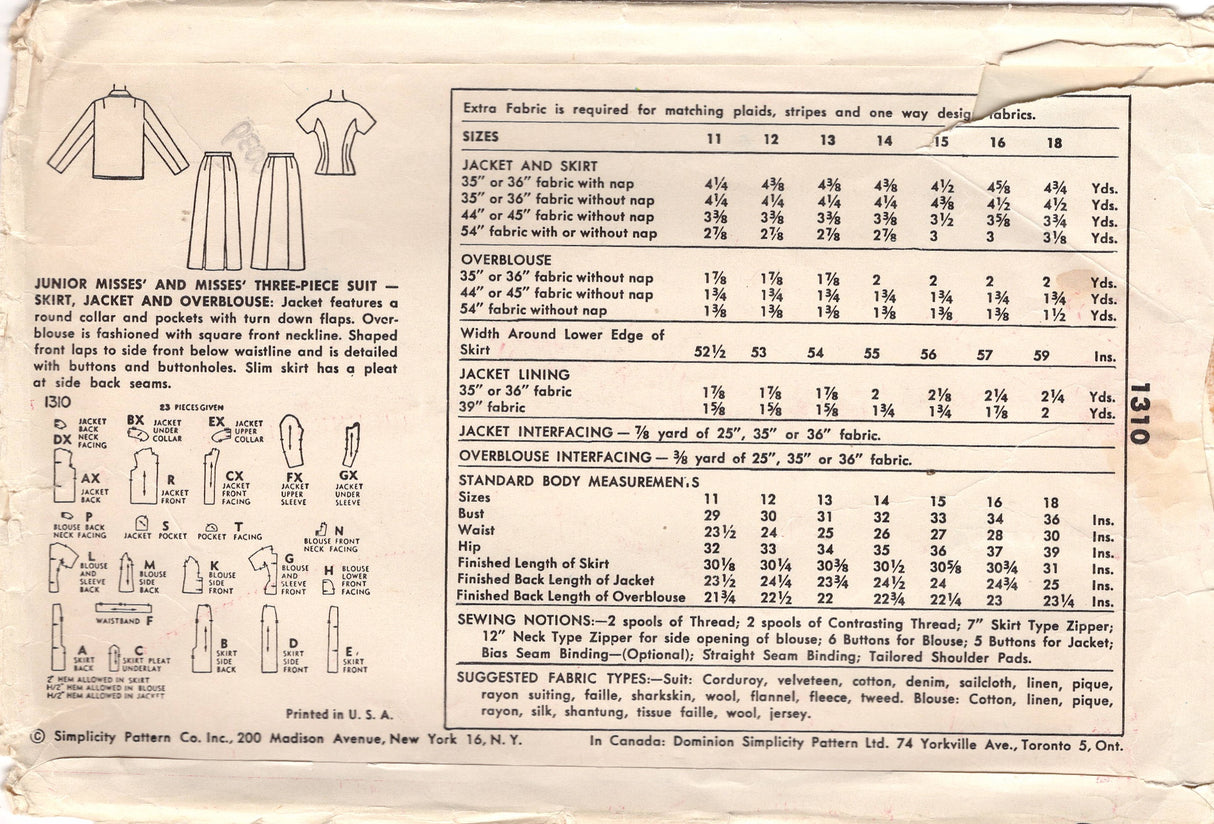 JUNIOR MISSES' AND MISSES' THREE-PIECE SUIT —
SKIRT, JACKET AND OVERBLOUSE: Jacket features a
round collar and pockets with turn down flaps. Over-
blouse is fashioned with square front neckline. Shaped
front laps to side front below waistline and is detailed
with buttons and buttonholes. Slim skirt has a pleat
at side back seams.
1310
23 PIECES GIVEN
DX JACKET BACK NECK FACING
BX JACKET UNDER COLLAR
EX JACKET UPPER COLLAR
AX JACKET BACK
R JACKET FRONT
CX JACKET FRONT FACING
FX JACKET UPPER SLEEVE
GX JACKET UNDER SLEEVE
P BLOUSE BACK NECK FACING
S JACKET POCKET
T POCKET FACING
N BLOUSE FRONT NECK FACING
L BLOUSE AND SLEEVE BACK
M BLOUSE SIDE BACK
K BLOUSE SIDE FRONT
G BLOUSE AND SLEEVE FRONT
H BLOUSE LOWER FRONT FACING
WAISTBAND F
A SKIRT BACK
C SKIRT PLEAT UNDERLAY
B SKIRT SIDE BACK
D SKIRT SIDE FRONT
E SKIRT FRONT
2" HEM ALLOWED IN SKIRT
H/2" HEM ALLOWED IN BLOUSE
H/2" HEM ALLOWED IN JACKET
Printed in U. S. A.
Extra Fabric is required for matching plaids, stripes and one way desig fabrics.
SIZES 11 12 13 14 15 16 18
JACKET AND SKIRT
35" or 36" fabric with nap 4¼ 4⅜ 4⅜ 4⅜ 4½ 4⅝ 4¾ Yds.
35" or 36" fabric without nap 4¼ 4¼ 4¼ 4¼ 4⅜ 4½ 4½ Yds.
44" or 45" fabric without nap 3⅜ 3⅜ 3⅜ 3⅜ 3½ 3⅝ 3¾ Yds.
54" fabric with or without nap 2⅞ 2⅞ 2⅞ 2⅞ 3 3 3⅛ Yds.
OVERBLOUSE
35" or 36" fabric without nap 1⅞ 1⅞ 1⅞ 2 2 2 2 Yds.
44" or 45" fabric without nap 1¾ 1¾ 1¾ 1¾ 1¾ 1¾ 1¾ Yds.
54" fabric without nap 1⅜ 1⅜ 1⅜ 1⅜ 1⅜ 1⅜ 1½ Yds.
Width Around Lower Edge of
Skirt 52½ 53 54 55 56 57 59 Ins.
JACKET LINING
35" or 36" fabric 1⅞ 1⅞ 1⅞ 2 2⅛ 2¼ 2¼ Yds.
39" fabric 1⅝ 1⅝ 1⅝ 1¾ 1¾ 1⅞ 2 Yds.
JACKET INTERFACING — ⅞ yard of 25", 35" or 36" fabric.
OVERBLOUSE INTERFACING — ⅜ yard of 25", 35" or 36" fabric.
STANDARD BODY MEASUREMENTS
Sizes 11 12 13 14 15 16 18
Bust 29 30 31 32 33 34 36 Ins.
Waist 23½ 24 25 26 27 28 30 Ins.
Hip 32 33 34 35 36 37 39 Ins.
Finished Length of Skirt 30⅛ 30¼ 30⅜ 30½ 30⅝ 30¾ 31 Ins.
Finished Back Length of Jacket 23½ 24¼ 23¾ 24½ 24 24¾ 25 Ins.
Finished Back Length of Overblouse 21¾ 22½ 22 22¾ 22¼ 23 23¼ Ins.
SEWING NOTIONS:—2 spools of Thread; 2 spools of Contrasting Thread; 7" Skirt Type Zipper;
12" Neck Type Zipper for side opening of blouse; 6 Buttons for Blouse; 5 Buttons for Jacket;
Bias Seam Binding—(Optional); Straight Seam Binding; Tailored Shoulder Pads.
SUGGESTED FABRIC TYPES:—Suit: Corduroy, velveteen, cotton, denim, sailcloth, linen, pique,
rayon suiting, faille, sharkskin, wool, flannel, fleece, tweed. Blouse: Cotton, linen, pique,
rayon, silk, shantung, tissue faille, wool, jersey.
1310
© Simplicity Pattern Co. Inc., 200 Madison Avenue, New York 16, N. Y.
In Canada: Dominion Simplicity Pattern Ltd. 74 Yorkville Ave., Toronto 5, Ont.